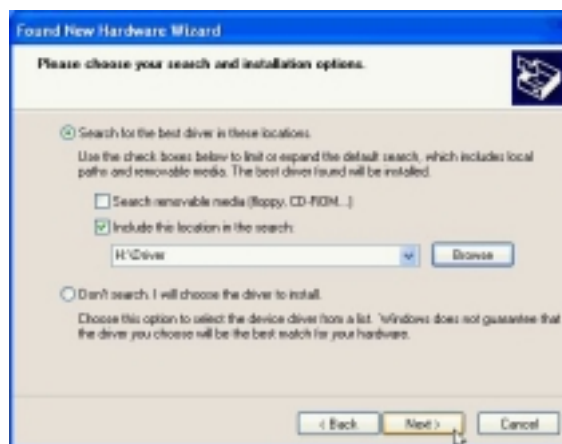 Found New Hardware Wizard
Please choose your search and installation options.
Search for the best driver in these locations.
Use the check boxes below to limit or expand the default search, which includes local
paths and removable media. The best driver found will be installed.
Search removable media (floppy, CD-ROM...)
Include this location in the search:
H:\Driver
Browse
Don't search. I will choose the driver to install.
Choose this option to select the device driver from a list. Windows does not guarantee that
the driver you choose will be the best match for your hardware.
< Back
Next >
Cancel